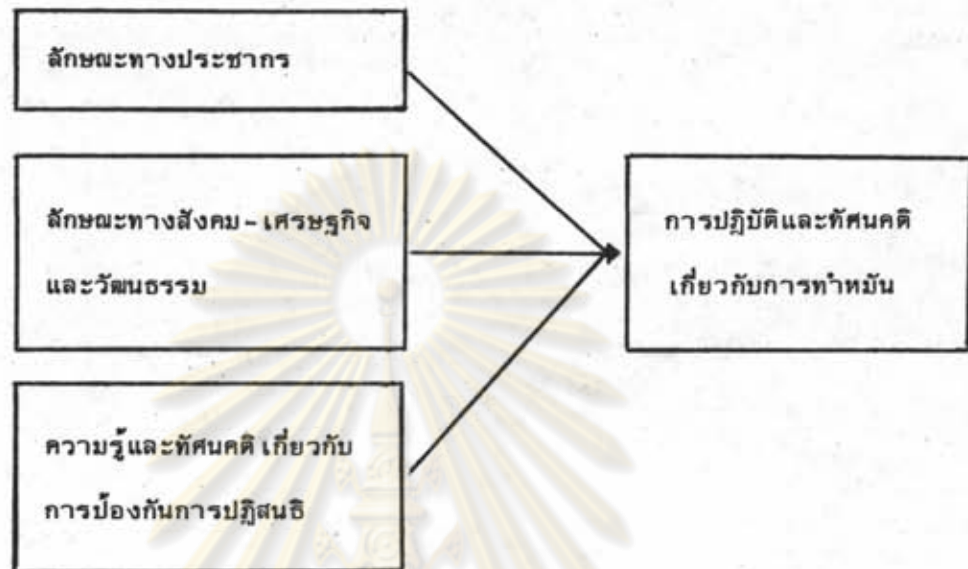 ลักษณะทางประชากร
ลักษณะทางสังคม - เศรษฐกิจ
และวัฒนธรรม
ความรู้และทัศนคติ เกี่ยวกับ
การป้องกันการปฏิสนธิ
การปฏิบัติและทัศนคติ
เกี่ยวกับการทำหมัน